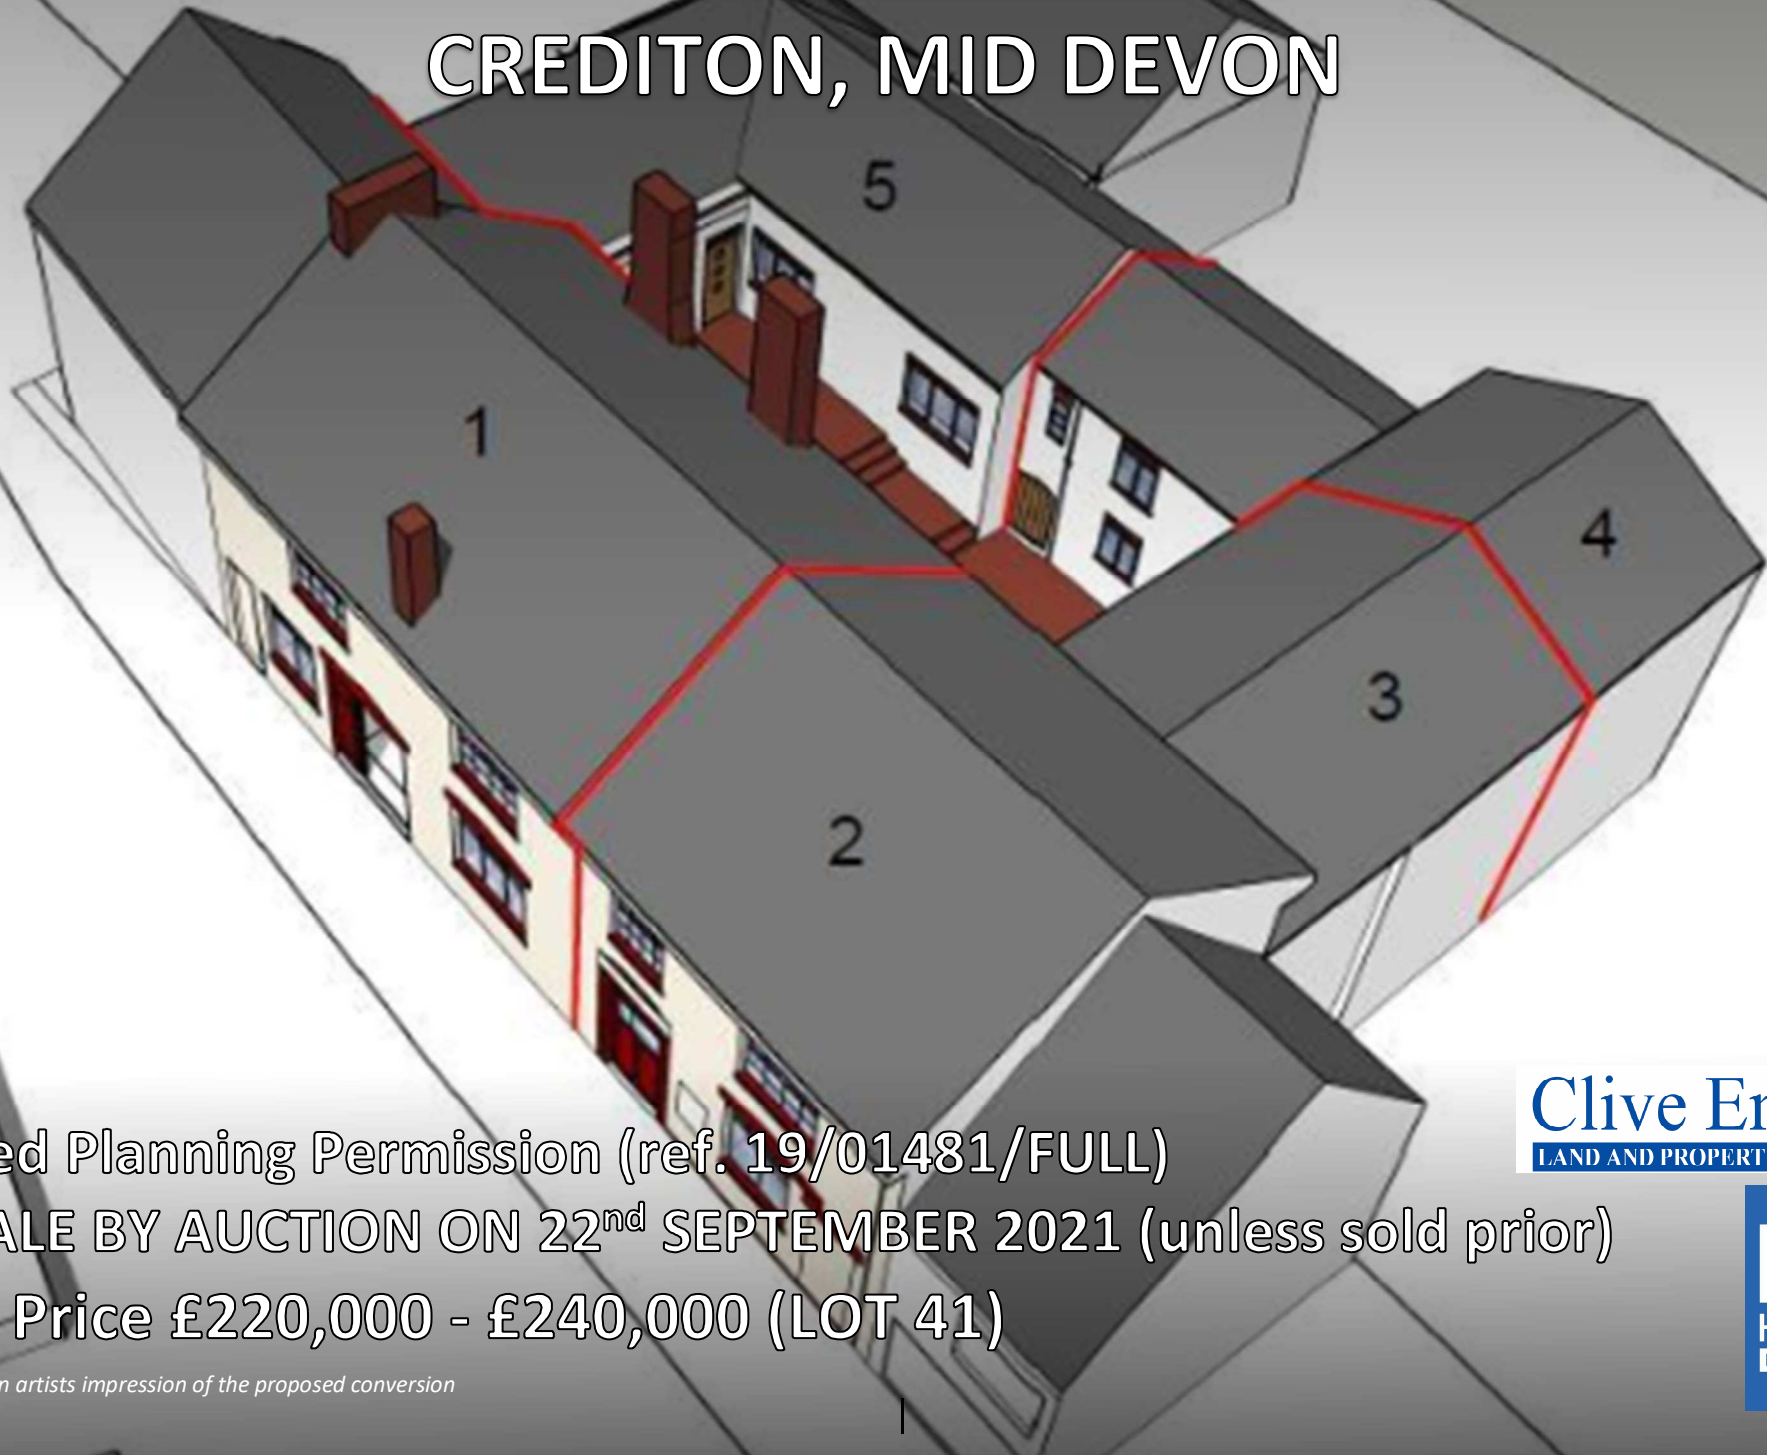 CREDITON, MID DEVON
5
1
4
3
2
Clive Em
LAND AND PROPERT
ed Planning Permission (ref. 19/01481/FULL)
ALE BY AUCTION ON 22nd SEPTEMBER 2021 (unless sold prior)
Price £220,000 - £240,000 (LOT 41)
n artists impression of the proposed conversion